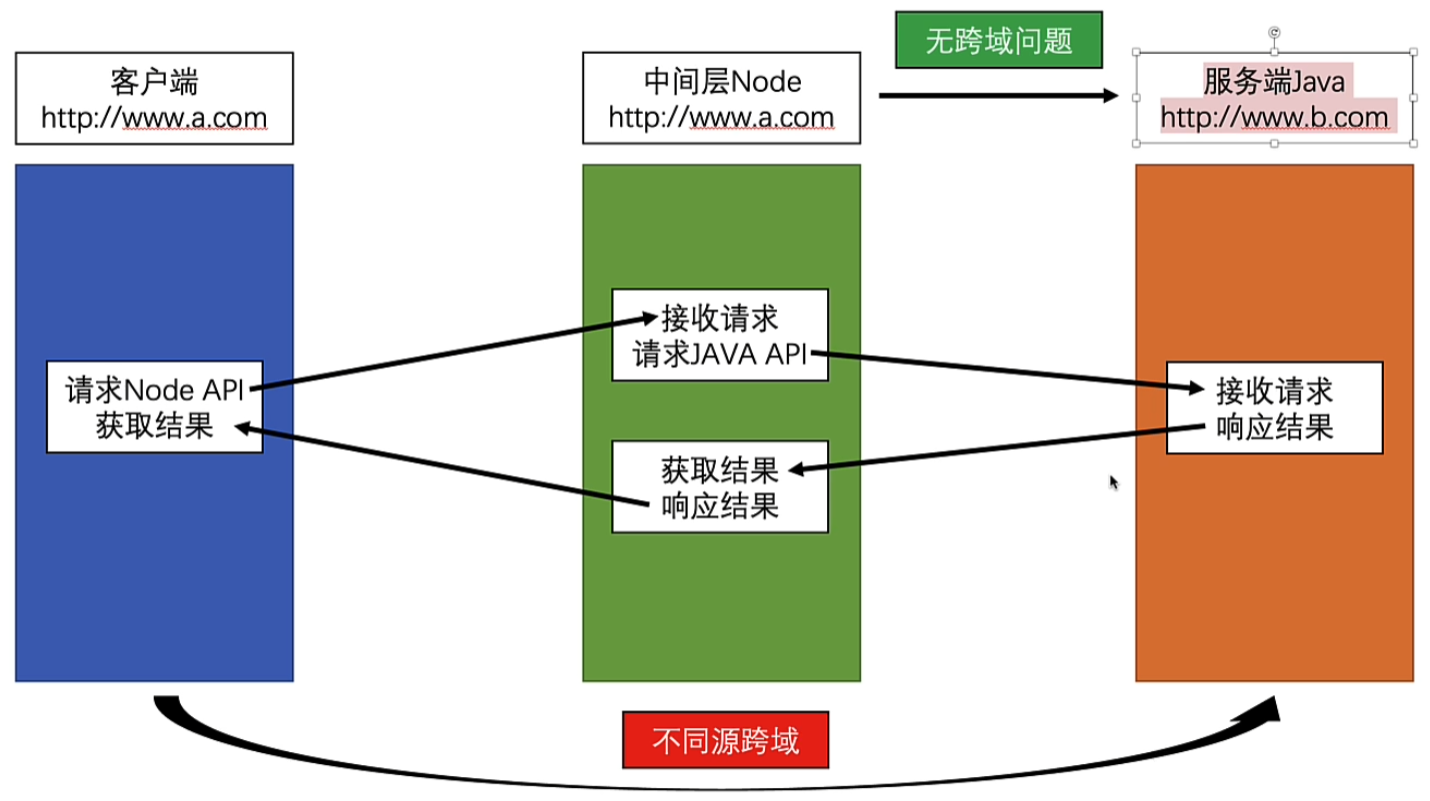 无跨域问题
客户端
http://www.a.com
中间层Node
http://www.a.com
服务端Java
http://www.b.com
接收请求
请求JAVA API
请求Node API
获取结果
接收请求
响应结果
获取结果
响应结果
不同源跨域